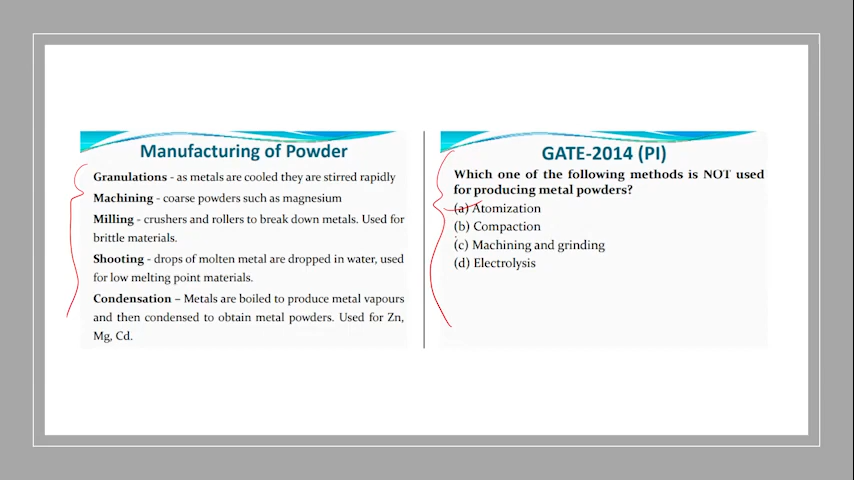 Manufacturing of Powder
Granulations - as metals are cooled they are stirred rapidly
Machining - coarse powders such as magnesium
Milling - crushers and rollers to break down metals. Used for
brittle materials.
Shooting - drops of molten metal are dropped in water, used
for low melting point materials.
Condensation – Metals are boiled to produce metal vapours
and then condensed to obtain metal powders. Used for Zn,
Mg, Cd.
GATE-2014 (PI)
Which one of the following methods is NOT used
for producing metal powders?
(a) Atomization
(b) Compaction
(c) Machining and grinding
(d) Electrolysis